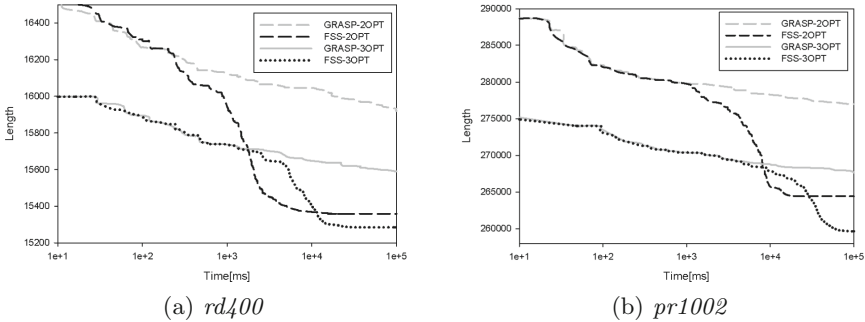 16400
16200
16000
15800
15600
15400
15200
Length
1e+1
1e+2
1e+3
1e+4
1e+5
Time[ms]
GRASP-2OPT
FSS-2OPT
GRASP-3OPT
FSS-3OPT
(a) rd400
290000
285000
280000
275000
270000
265000
260000
Length
1e+1
1e+2
1e+3
1e+4
1e+5
Time[ms]
GRASP-2OPT
FSS-2OPT
GRASP-3OPT
FSS-3OPT
(b) pr1002